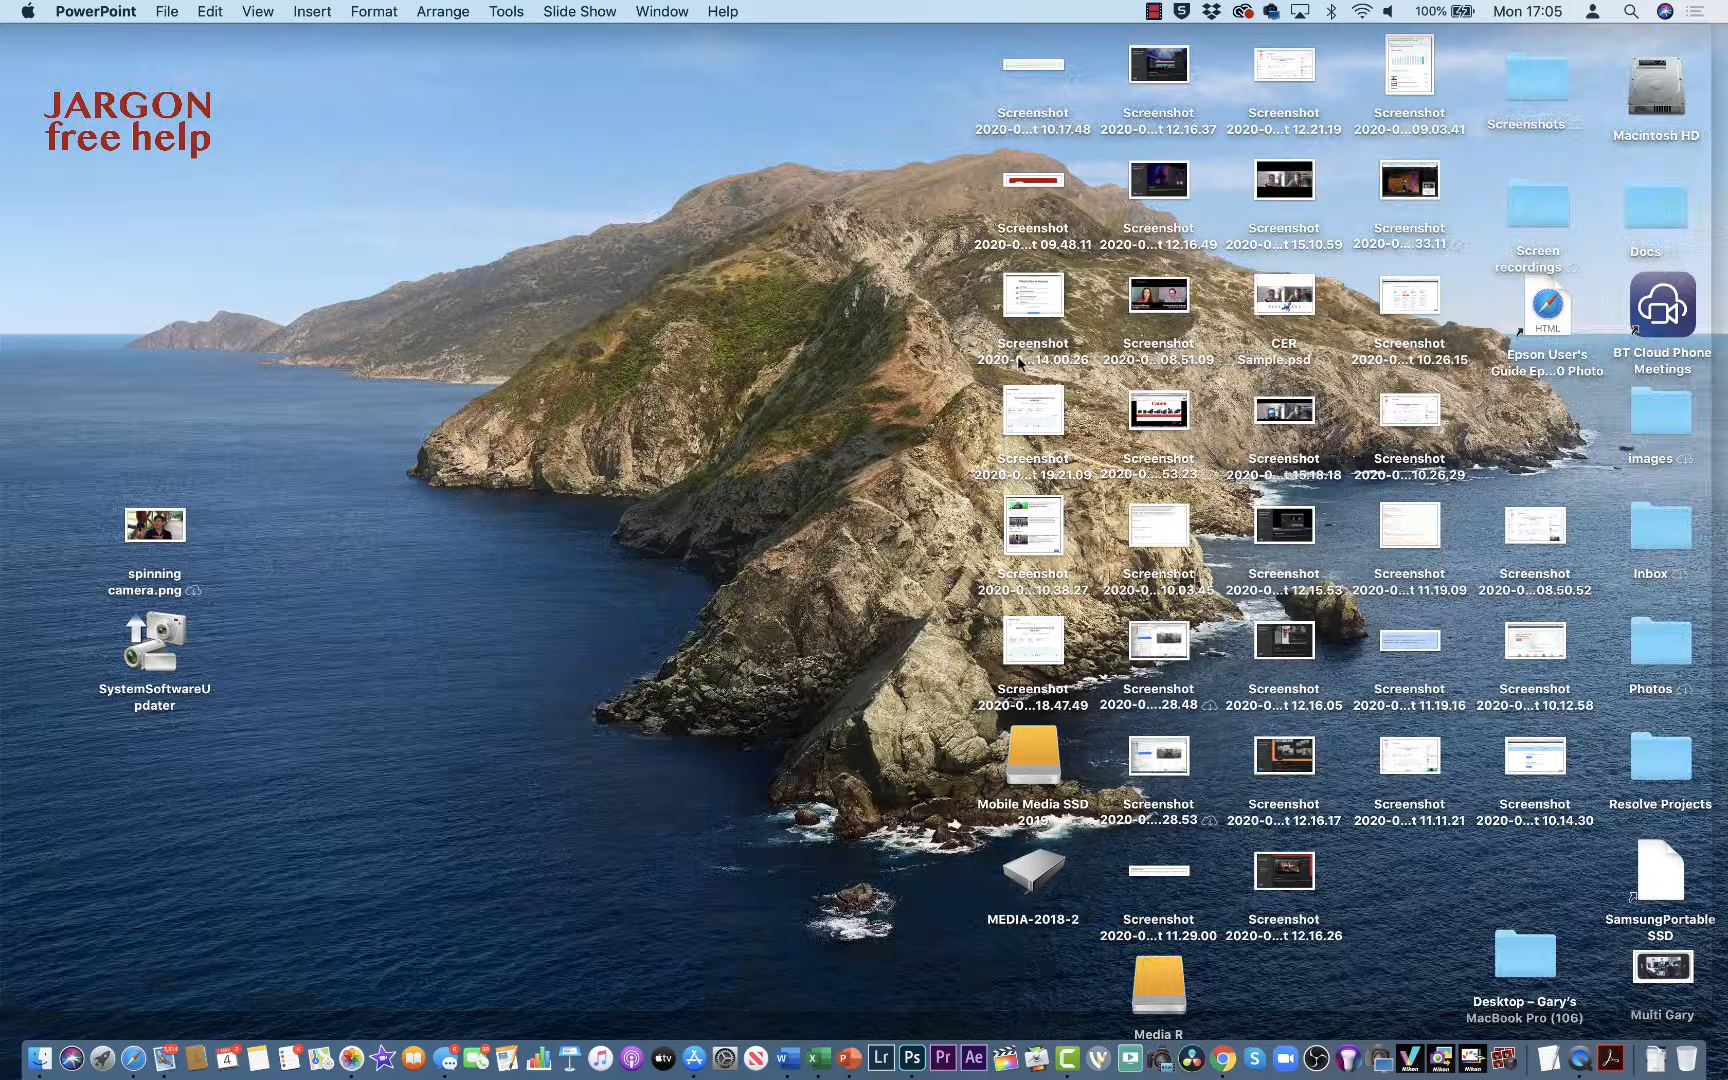 PowerPoint File Edit View Insert Format Arrange Tools Slide Show Window Help 100% Mon 17:05
JARGON
free help
Screenshot
2020-0...t 10.17.48
Screenshot
2020-0...t 12.16.37
Screenshot
2020-0...t 12.21.19
Screenshot
2020-0...09.03.41
Screenshots
Macintosh HD
Screenshot
2020-0...t 09.48.11
Screenshot
2020-0...t 12.16.49
Screenshot
2020-0...t 15.10.59
Screenshot
2020-0....33.11
Screen
recordings
Docs
Screenshot
2020-0...14.00.26
Screenshot
2020-0...08.51.09
CER
Sample.psd
Screenshot
2020-0...t 10.26.15
HTML
Epson User's
Guide Ep...0 Photo
BT Cloud Phone
Meetings
Screenshot
2020-0...t 19.21.09
Screenshot
2020-0....53.23
Screenshot
2020-0...t 15.18.18
Screenshot
2020-0...10.26.29
images
spinning
camera.png
Screenshot
2020-0...10.38.27
Screenshot
2020-0...10.03.45
Screenshot
2020-0...t 12.15.53
Screenshot
2020-0...t 11.19.09
Screenshot
2020-0...08.50.52
Inbox
SystemSoftwareU
pdater
Screenshot
2020-0...18.47.49
Screenshot
2020-0....28.48
Screenshot
2020-0...t 12.16.05
Screenshot
2020-0...t 11.19.16
Screenshot
2020-0...t 10.12.58
Photos
Mobile Media SSD
2019
Screenshot
2020-0....28.53
Screenshot
2020-0...t 12.16.17
Screenshot
2020-0...t 11.11.21
Screenshot
2020-0...t 10.14.30
Resolve Projects
MEDIA-2018-2
Screenshot
2020-0...t 11.29.00
Screenshot
2020-0...t 12.16.26
SamsungPortable
SSD
Media R
Desktop – Gary's
MacBook Pro (106)
Multi Gary
4 tv W X P Lr Ps Pr Ae